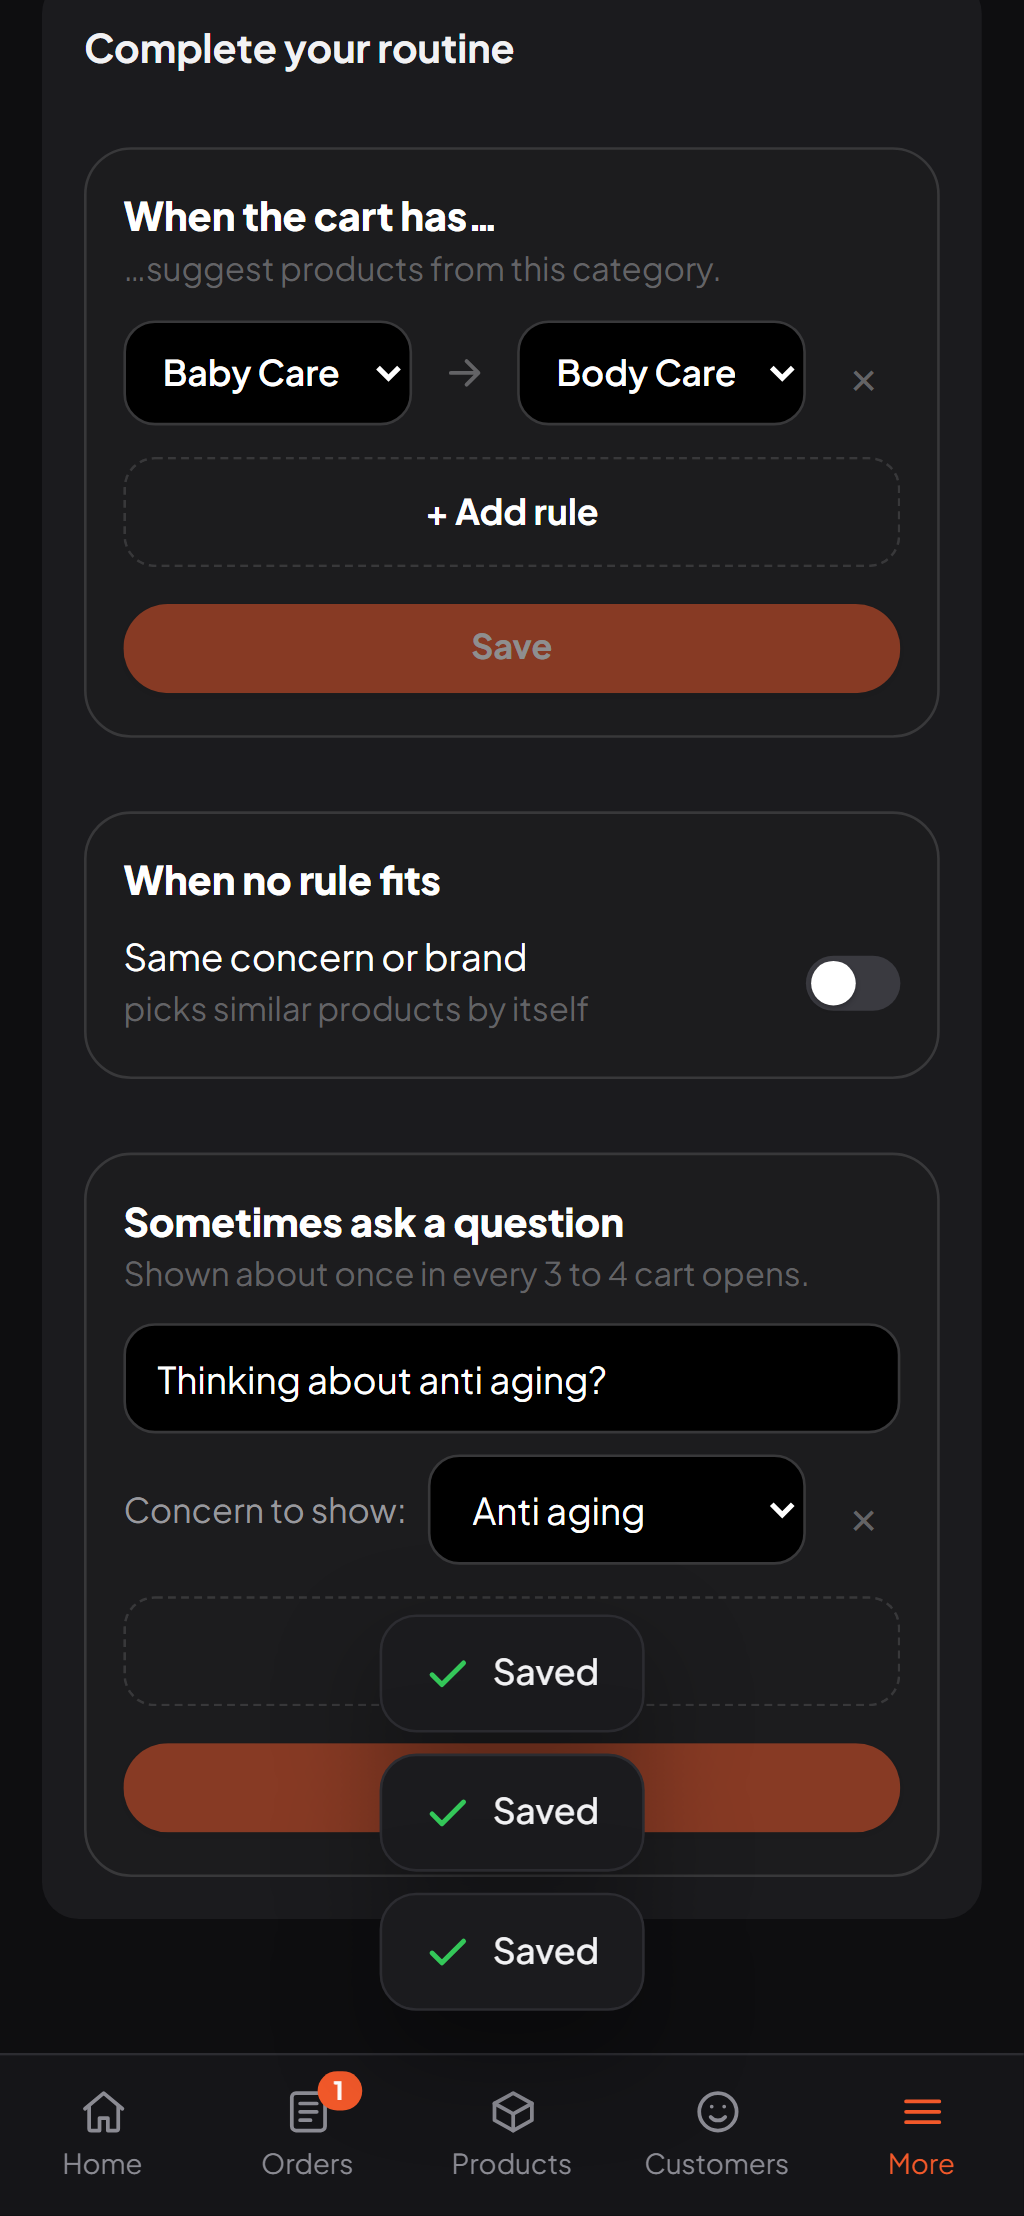 Complete your routine
When the cart has...
...suggest products from this category.
Baby Care → Body Care ×
+ Add rule
Save
When no rule fits
Same concern or brand
picks similar products by itself
Sometimes ask a question
Shown about once in every 3 to 4 cart opens.
Thinking about anti aging?
Concern to show: Anti aging ×
Saved
Saved
Saved
1
Home Orders Products Customers More